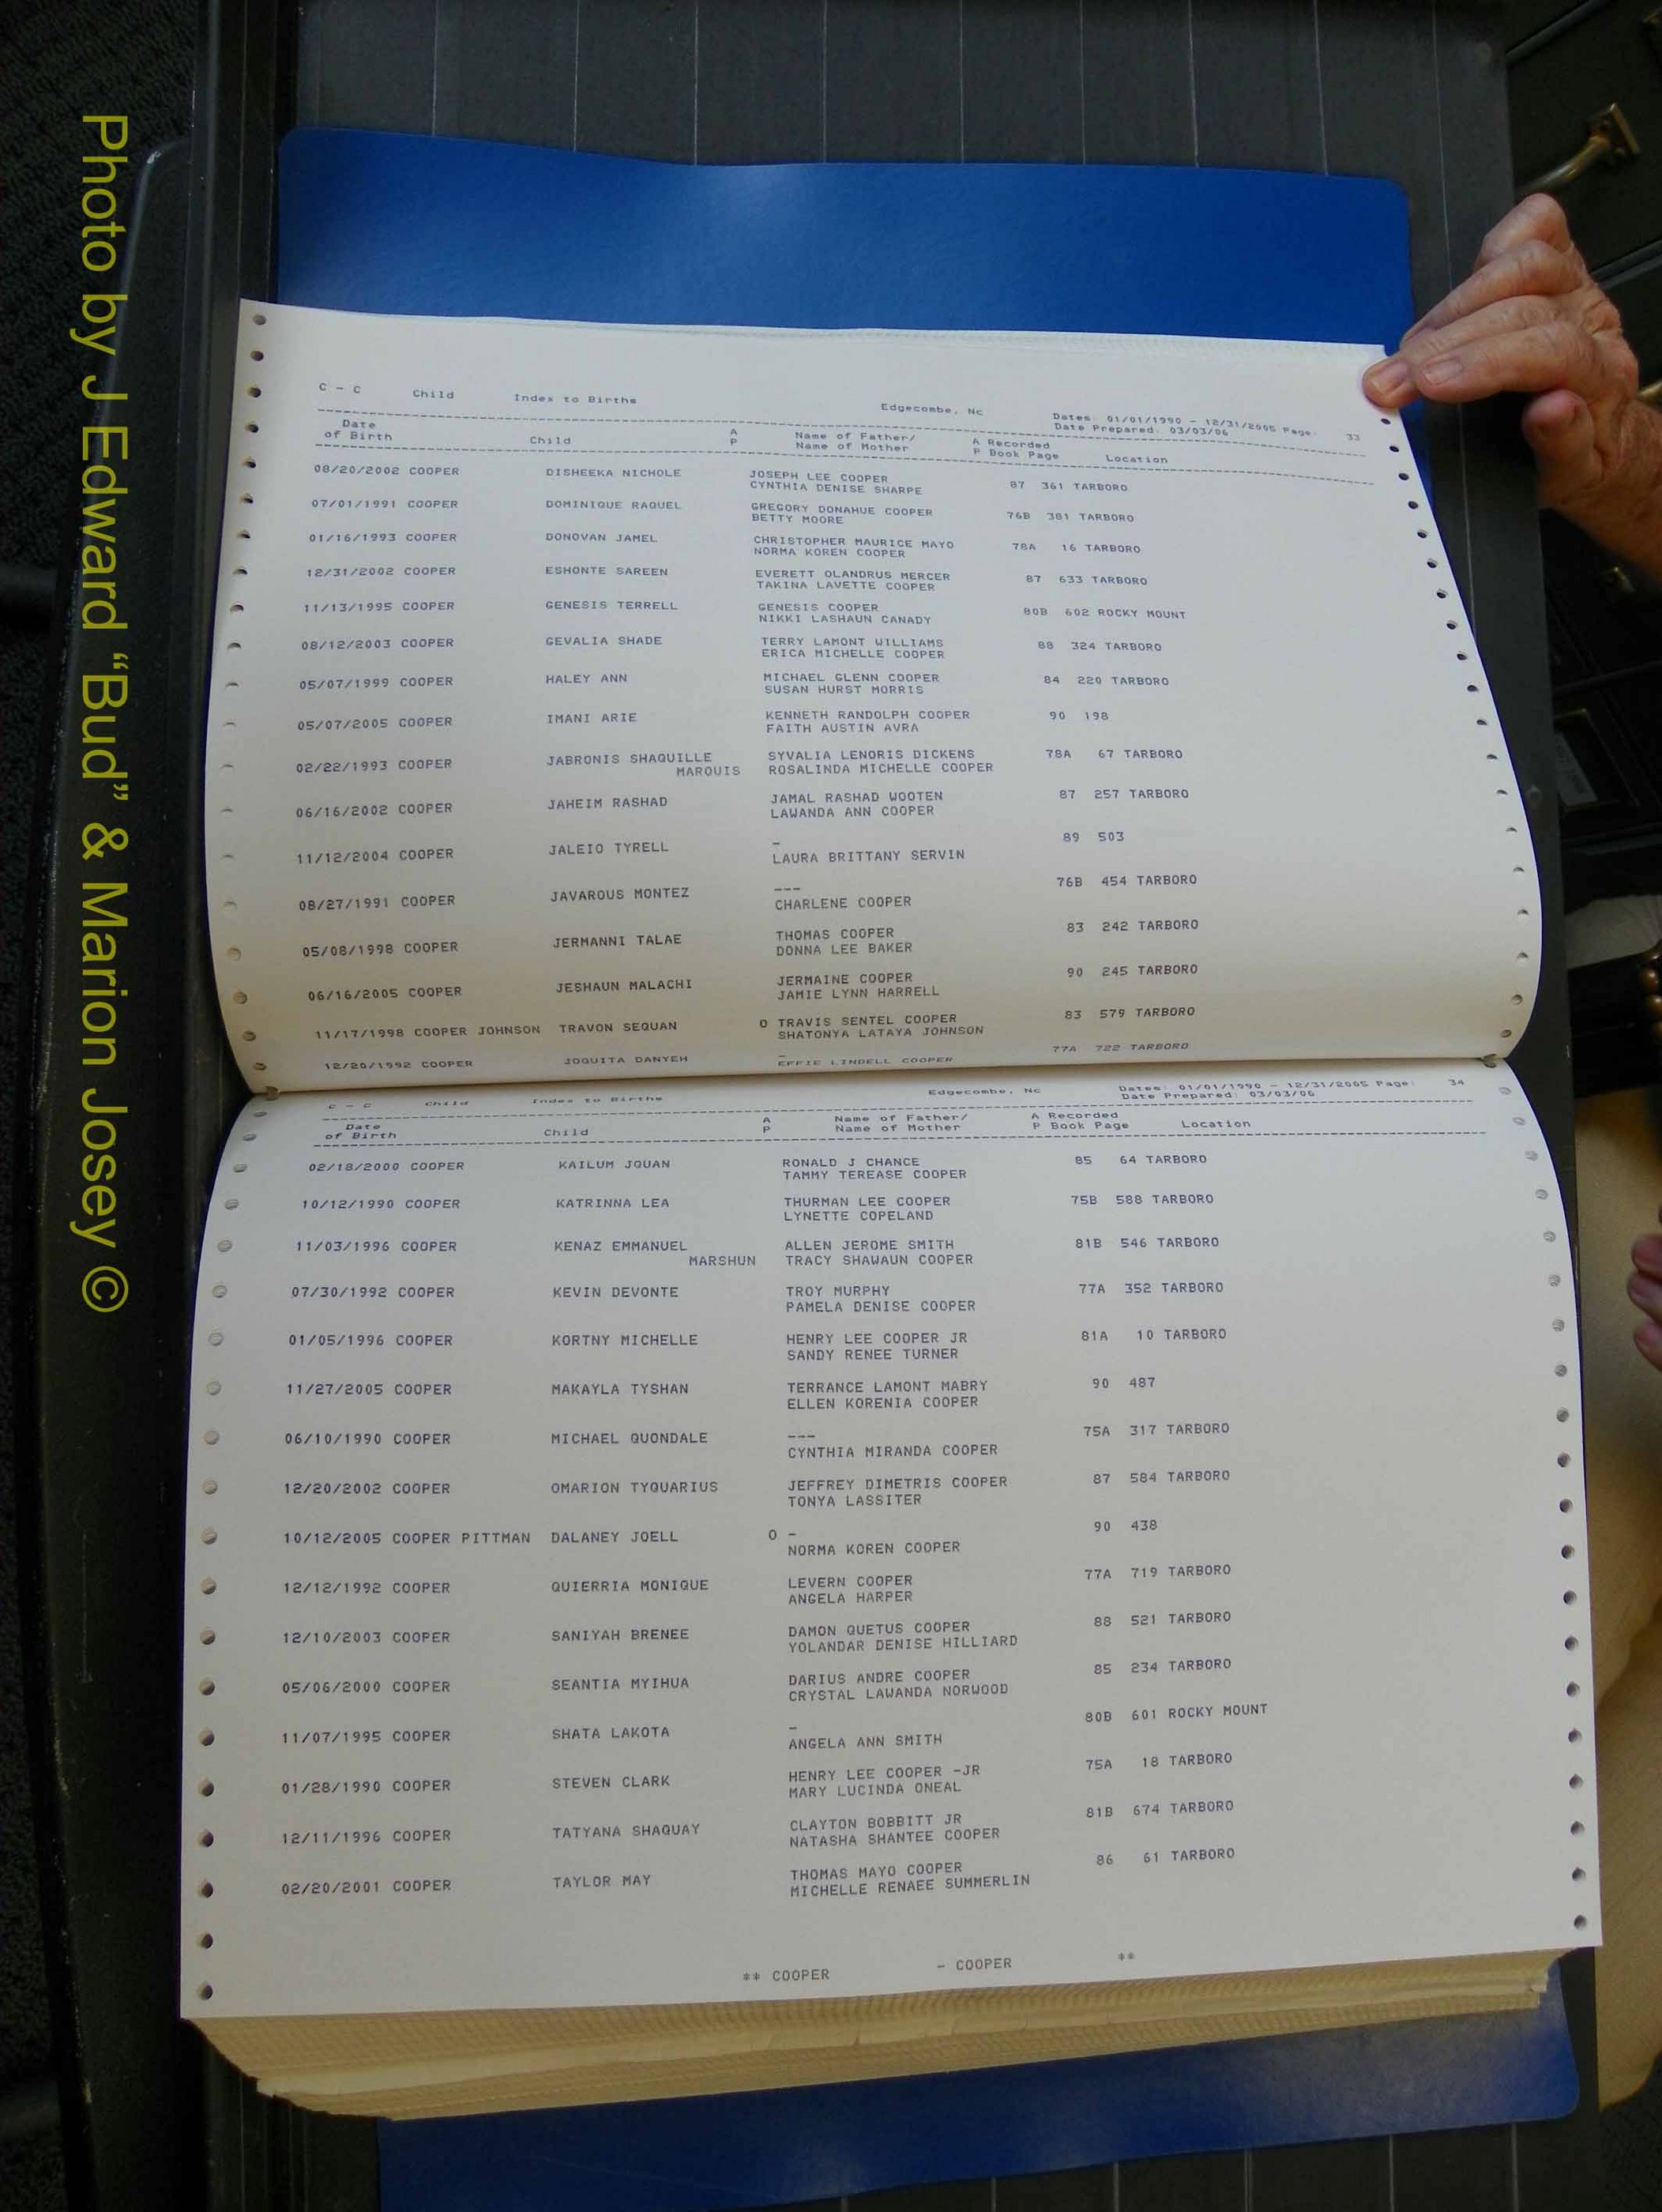 Photo by J Edward “Bud” & Marion Josey ©
C - C Child Index to Births Edgecombe, Nc Dates: 01/01/1990 - 12/31/2005 Page: 33
Date Prepared: 03/03/06
Date of Birth Child A P Name of Father/ Name of Mother A P Recorded Book Page Location
08/20/2002 COOPER DISHEEKA NICHOLE JOSEPH LEE COOPER 87 361 TARBORO
CYNTHIA DENISE SHARPE
07/01/1991 COOPER DOMINIQUE RAQUEL GREGORY DONAHUE COOPER 76B 381 TARBORO
BETTY MOORE
01/16/1993 COOPER DONOVAN JAMEL CHRISTOPHER MAURICE MAYO 78A 16 TARBORO
NORMA KOREN COOPER
12/31/2002 COOPER ESHONTE SAREEN EVERETT OLANDRUS MERCER 87 633 TARBORO
TAKINA LAVETTE COOPER
11/13/1995 COOPER GENESIS TERRELL GENESIS COOPER 80B 602 ROCKY MOUNT
NIKKI LASHAUN CANADY
08/12/2003 COOPER GEVALIA SHADE TERRY LAMONT WILLIAMS 88 324 TARBORO
ERICA MICHELLE COOPER
05/07/1999 COOPER HALEY ANN MICHAEL GLENN COOPER 84 220 TARBORO
SUSAN HURST MORRIS
05/07/2005 COOPER IMANI ARIE KENNETH RANDOLPH COOPER 90 198
FAITH AUSTIN AVRA
02/22/1993 COOPER JABRONIS SHAQUILLE SYVALIA LENORIS DICKENS 78A 67 TARBORO
MARQUIS ROSALINDA MICHELLE COOPER
06/16/2002 COOPER JAHEIM RASHAD JAMAL RASHAD WOOTEN 87 257 TARBORO
LAWANDA ANN COOPER
11/12/2004 COOPER JALEIO TYRELL - 89 503
LAURA BRITTANY SERVIN
08/27/1991 COOPER JAVAROUS MONTEZ --- 76B 454 TARBORO
CHARLENE COOPER
05/08/1998 COOPER JERMANNI TALAE THOMAS COOPER 83 242 TARBORO
DONNA LEE BAKER
06/16/2005 COOPER JESHAUN MALACHI JERMAINE COOPER 90 245 TARBORO
JAMIE LYNN HARRELL
11/17/1998 COOPER JOHNSON TRAVON SEQUAN O TRAVIS SENTEL COOPER 83 579 TARBORO
SHATONYA LATAYA JOHNSON
12/20/1992 COOPER JOQUITA DANYEH - 77A 722 TARBORO
EFFIE LINDELL COOPER
C - C Child Index to Births Edgecombe, Nc Dates: 01/01/1990 - 12/31/2005 Page: 34
Date Prepared: 03/03/06
Date of Birth Child A P Name of Father/ Name of Mother A P Recorded Book Page Location
02/18/2000 COOPER KAILUM JQUAN RONALD J CHANCE 85 64 TARBORO
TAMMY TEREASE COOPER
10/12/1990 COOPER KATRINNA LEA THURMAN LEE COOPER 75B 588 TARBORO
LYNETTE COPELAND
11/03/1996 COOPER KENAZ EMMANUEL ALLEN JEROME SMITH 81B 546 TARBORO
MARSHUN TRACY SHAWAUN COOPER
07/30/1992 COOPER KEVIN DEVONTE TROY MURPHY 77A 352 TARBORO
PAMELA DENISE COOPER
01/05/1996 COOPER KORTNY MICHELLE HENRY LEE COOPER JR 81A 10 TARBORO
SANDY RENEE TURNER
11/27/2005 COOPER MAKAYLA TYSHAN TERRANCE LAMONT MABRY 90 487
ELLEN KORENIA COOPER
06/10/1990 COOPER MICHAEL QUONDALE --- 75A 317 TARBORO
CYNTHIA MIRANDA COOPER
12/20/2002 COOPER OMARION TYQUARIUS JEFFREY DIMETRIS COOPER 87 584 TARBORO
TONYA LASSITER
10/12/2005 COOPER PITTMAN DALANEY JOELL O - 90 438
NORMA KOREN COOPER
12/12/1992 COOPER QUIERRIA MONIQUE LEVERN COOPER 77A 719 TARBORO
ANGELA HARPER
12/10/2003 COOPER SANIYAH BRENEE DAMON QUETUS COOPER 88 521 TARBORO
YOLANDAR DENISE HILLIARD
05/06/2000 COOPER SEANTIA MYIHUA DARIUS ANDRE COOPER 85 234 TARBORO
CRYSTAL LAWANDA NORWOOD
11/07/1995 COOPER SHATA LAKOTA - 80B 601 ROCKY MOUNT
ANGELA ANN SMITH
01/28/1990 COOPER STEVEN CLARK HENRY LEE COOPER -JR 75A 18 TARBORO
MARY LUCINDA ONEAL
12/11/1996 COOPER TATYANA SHAQUAY CLAYTON BOBBITT JR 81B 674 TARBORO
NATASHA SHANTEE COOPER
02/20/2001 COOPER TAYLOR MAY THOMAS MAYO COOPER 86 61 TARBORO
MICHELLE RENAEE SUMMERLIN
** COOPER - COOPER **